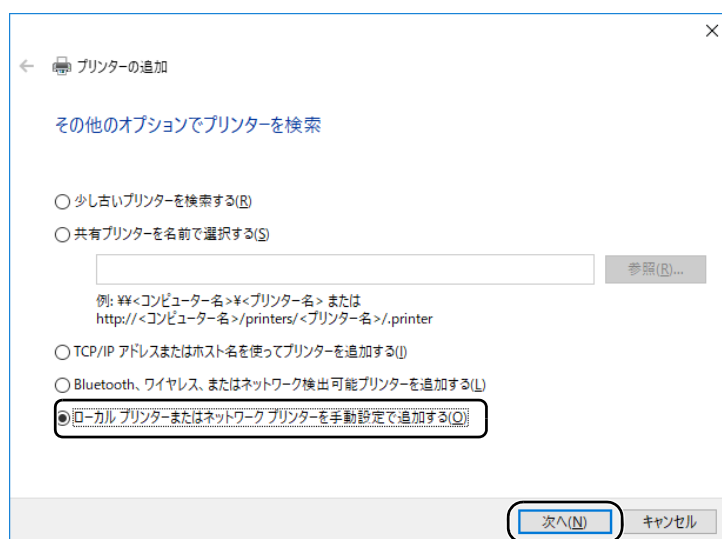 プリンターの追加
その他のオプションでプリンターを検索
少し古いプリンターを検索する(R)
共有プリンターを名前で選択する(S)
参照(R)...
例: ¥¥<コンピューター名>¥<プリンター名> または
http://<コンピューター名>/printers/<プリンター名>/.printer
TCP/IP アドレスまたはホスト名を使ってプリンターを追加する(I)
Bluetooth、ワイヤレス、またはネットワーク検出可能プリンターを追加する(L)
ローカル プリンターまたはネットワーク プリンターを手動設定で追加する(O)
次へ(N)
キャンセル